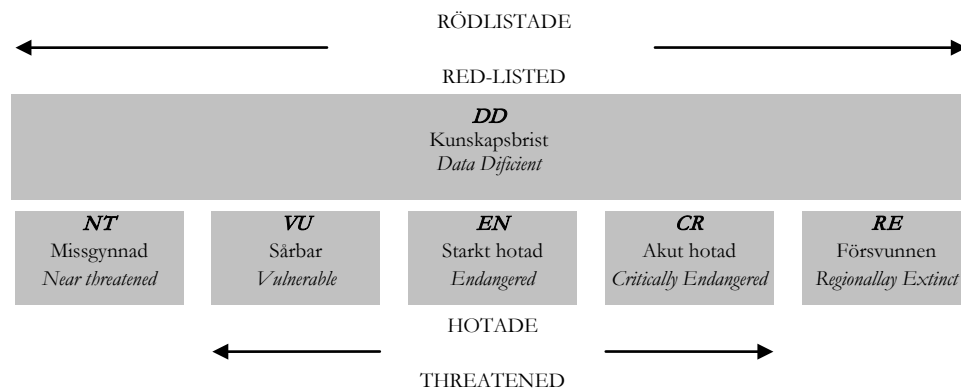 RÖDLISTADE
RED-LISTED
DD
Kunskapsbrist
Data Dificient
NT
Missgynnad
Near threatened
VU
Sårbar
Vulnerable
EN
Starkt hotad
Endangered
CR
Akut hotad
Critically Endangered
RE
Försvunnen
Regionallay Extinct
HOTADE
THREATENED